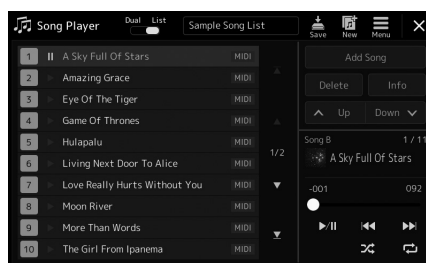 Song Player
Dual List
Sample Song List
Save New Menu
1 A Sky Full Of Stars MIDI
2 Amazing Grace MIDI
3 Eye Of The Tiger MIDI
4 Game Of Thrones MIDI
5 Hulapalu MIDI
6 Living Next Door To Alice MIDI
7 Love Really Hurts Without You MIDI
8 Moon River MIDI
9 More Than Words MIDI
10 The Girl From Ipanema MIDI
1/2
Add Song
Delete Info
Up Down
Song B 1 / 11
A Sky Full Of Stars
-001 092